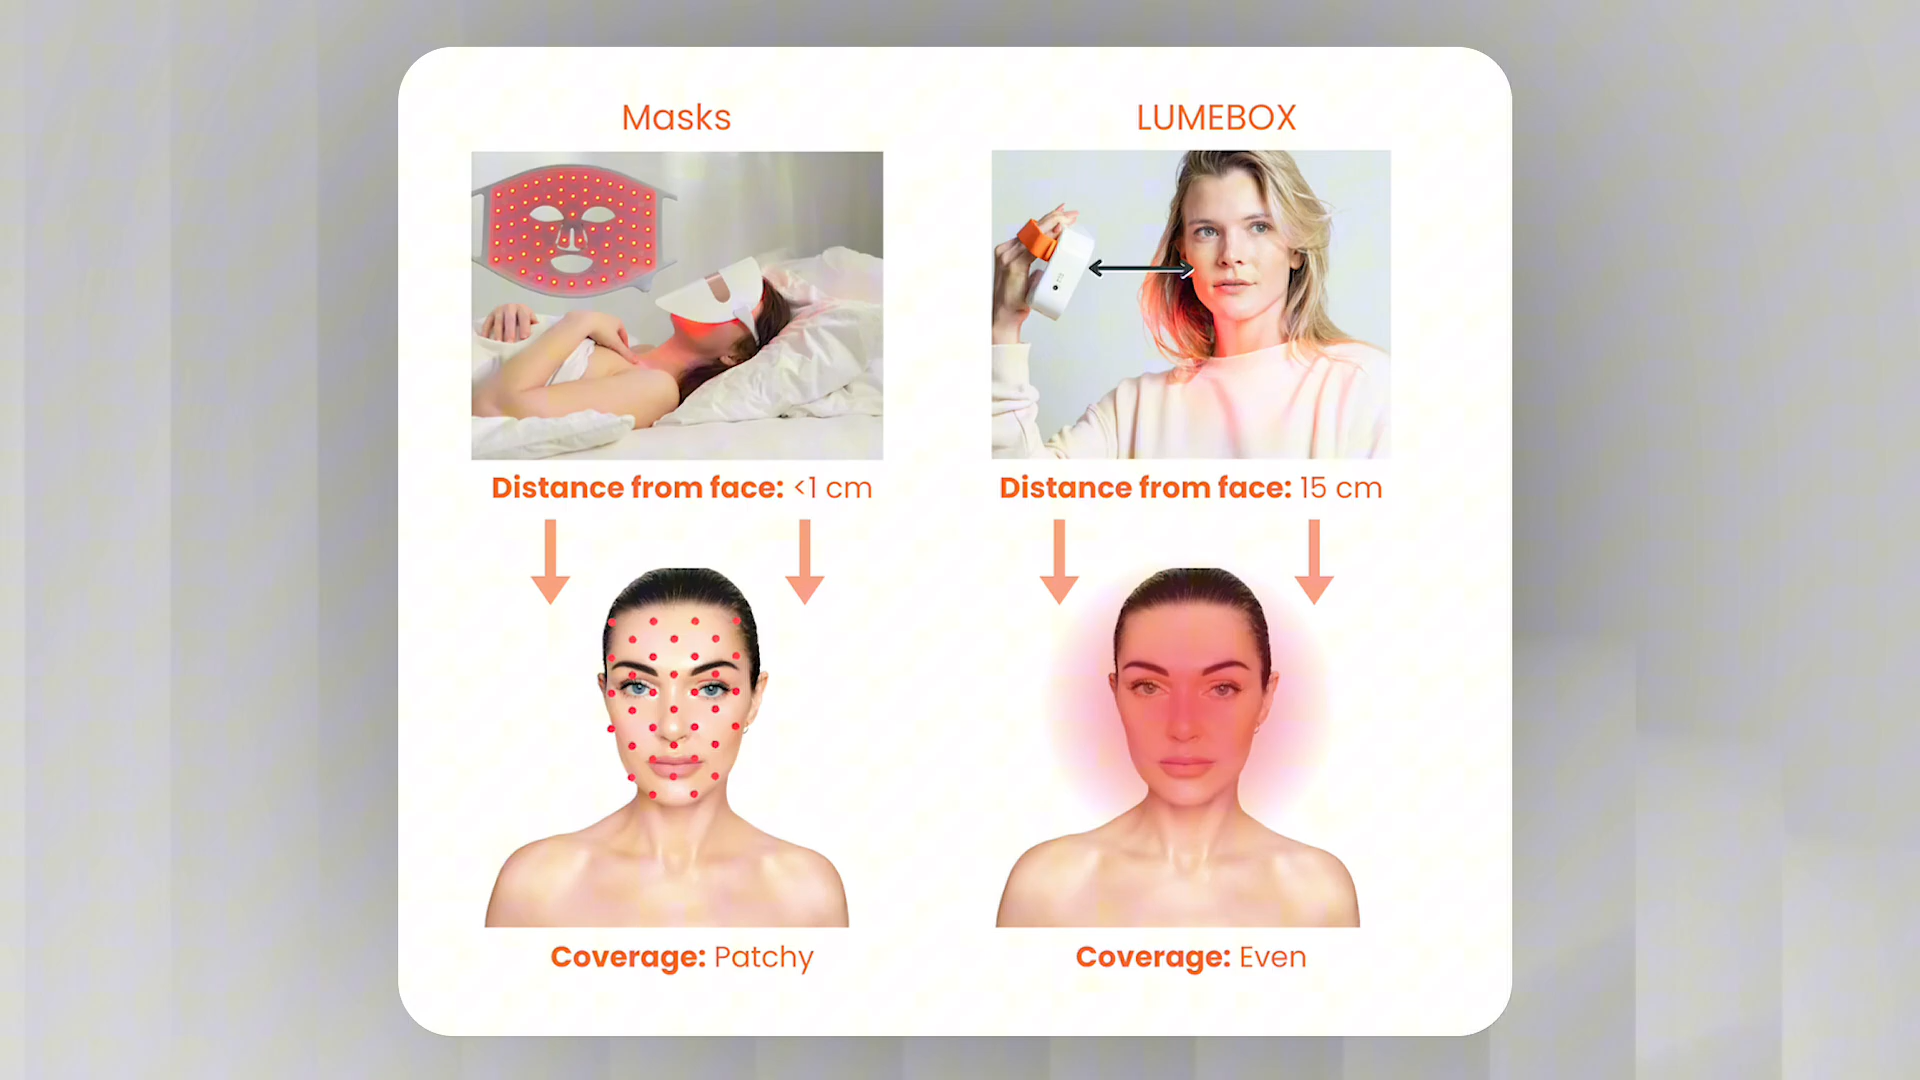 Masks
LUMEBOX
Distance from face: <1 cm
Distance from face: 15 cm
Coverage: Patchy
Coverage: Even